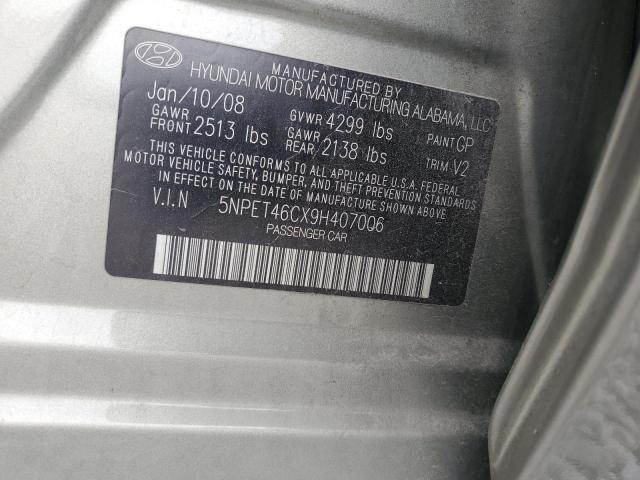 MANUFACTURED BY
HYUNDAI MOTOR MANUFACTURING ALABAMA, LLC
Jan/10/08 GVWR 4299 lbs PAINT CP
GAWR FRONT 2513 lbs GAWR REAR 2138 lbs TRIM V2
THIS VEHICLE CONFORMS TO ALL APPLICABLE U.S.A. FEDERAL
MOTOR VEHICLE SAFETY, BUMPER, AND THEFT PREVENTION STANDARDS
IN EFFECT ON THE DATE OF MANUFACTURE SHOWN ABOVE
V.I.N 5NPET46CX9H407006
PASSENGER CAR